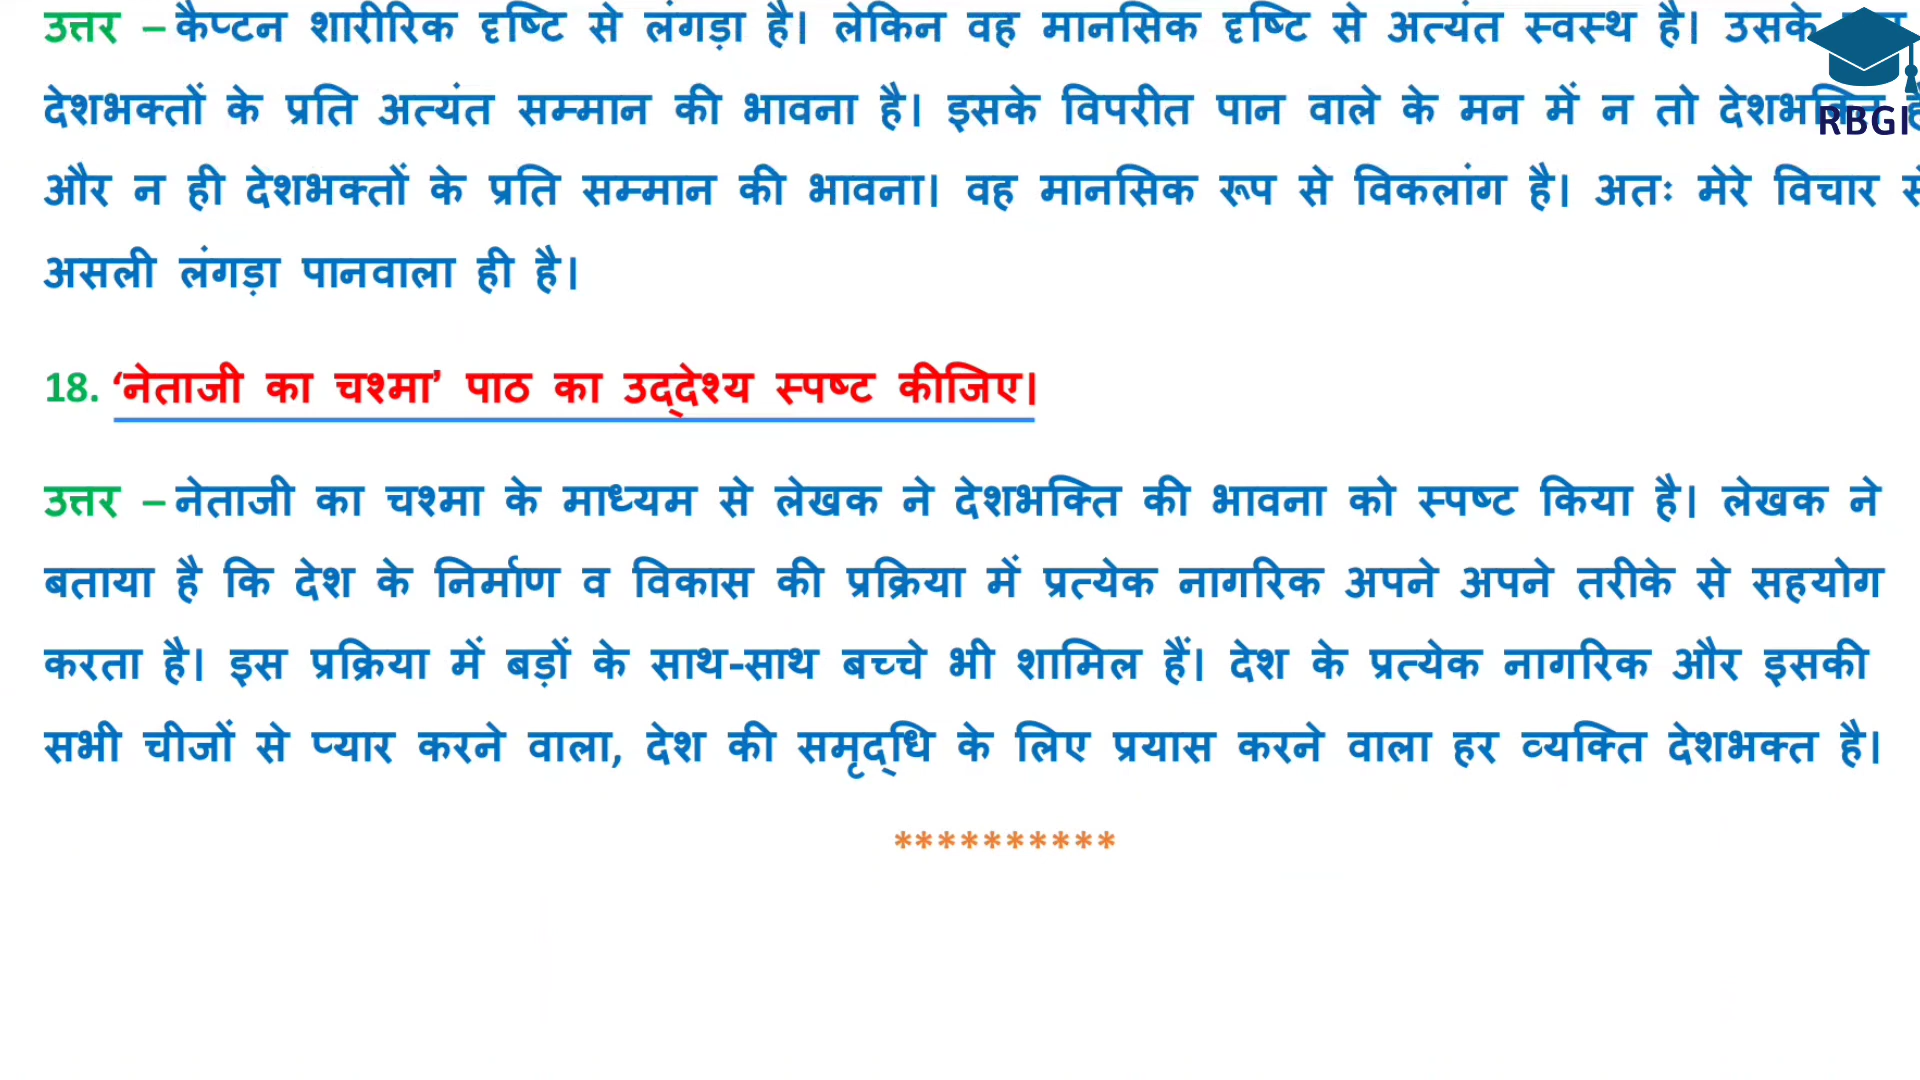 उत्तर – कैप्टन शारीरिक दृष्टि से लंगड़ा है। लेकिन वह मानसिक दृष्टि से अत्यंत स्वस्थ है। उसके
देशभक्तों के प्रति अत्यंत सम्मान की भावना है। इसके विपरीत पान वाले के मन में न तो देशभक्ति
RBGI
और न ही देशभक्तों के प्रति सम्मान की भावना। वह मानसिक रूप से विकलांग है। अतः मेरे विचार से
असली लंगड़ा पानवाला ही है।
18. ‘नेताजी का चश्मा’ पाठ का उद्‌देश्य स्पष्ट कीजिए।
उत्तर – नेताजी का चश्मा के माध्यम से लेखक ने देशभक्ति की भावना को स्पष्ट किया है। लेखक ने
बताया है कि देश के निर्माण व विकास की प्रक्रिया में प्रत्येक नागरिक अपने अपने तरीके से सहयोग
करता है। इस प्रक्रिया में बड़ों के साथ-साथ बच्चे भी शामिल हैं। देश के प्रत्येक नागरिक और इसकी
सभी चीजों से प्यार करने वाला, देश की समृद्‌धि के लिए प्रयास करने वाला हर व्यक्ति देशभक्त है।
**********